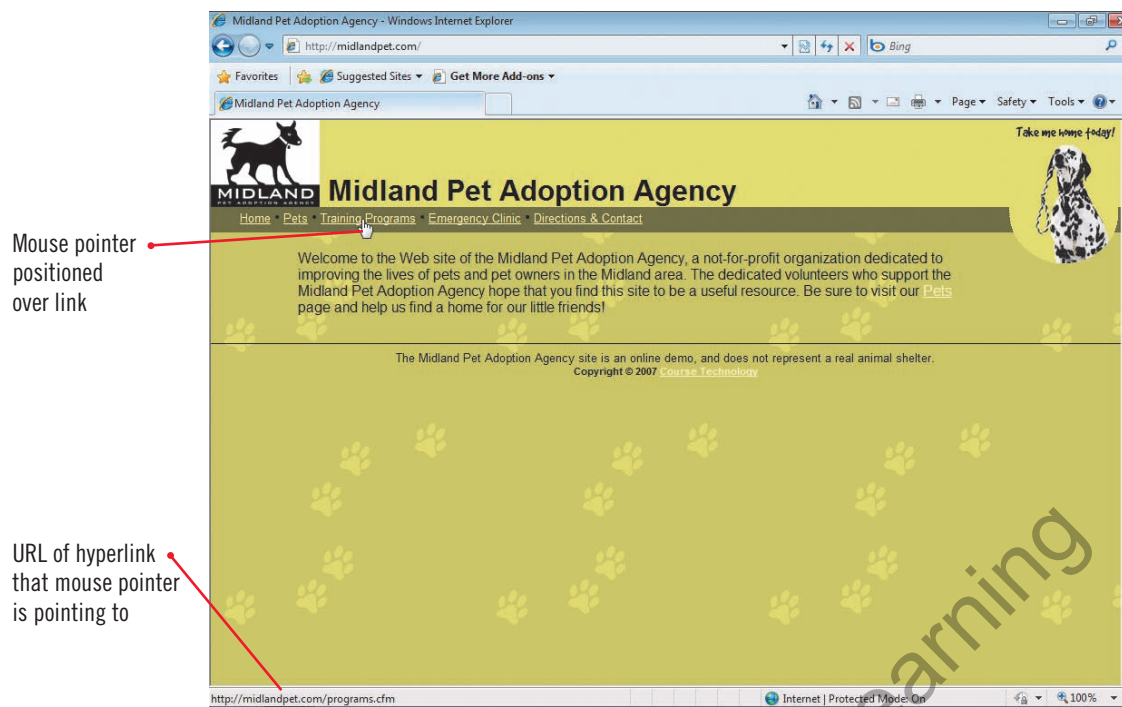 Midland Pet Adoption Agency - Windows Internet Explorer
http://midlandpet.com/
Bing
Favorites Suggested Sites Get More Add-ons
Midland Pet Adoption Agency
Page Safety Tools
Take me home today!
MIDLAND
PET ADOPTION AGENCY
Midland Pet Adoption Agency
Home * Pets * Training Programs * Emergency Clinic * Directions & Contact
Mouse pointer
positioned
over link
Welcome to the Web site of the Midland Pet Adoption Agency, a not-for-profit organization dedicated to
improving the lives of pets and pet owners in the Midland area. The dedicated volunteers who support the
Midland Pet Adoption Agency hope that you find this site to be a useful resource. Be sure to visit our Pets
page and help us find a home for our little friends!
The Midland Pet Adoption Agency site is an online demo, and does not represent a real animal shelter.
Copyright © 2007 Course Technology
URL of hyperlink
that mouse pointer
is pointing to
http://midlandpet.com/programs.cfm
Internet | Protected Mode: On
100%
earning